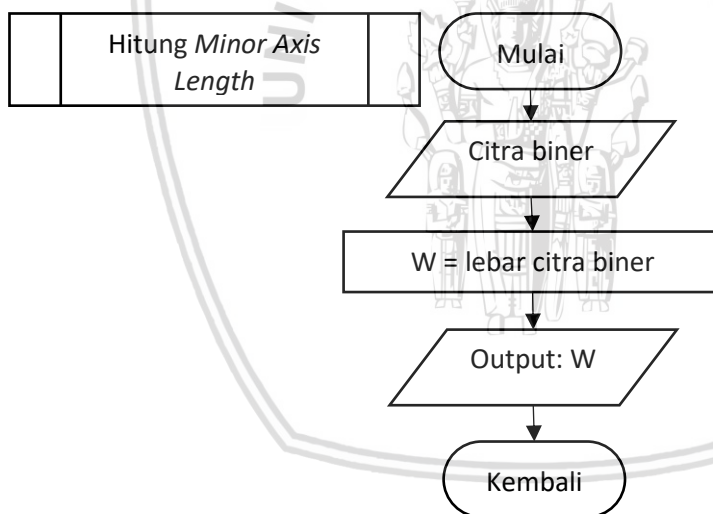 Hitung Minor Axis
Length
Mulai
Citra biner
W = lebar citra biner
Output: W
Kembali